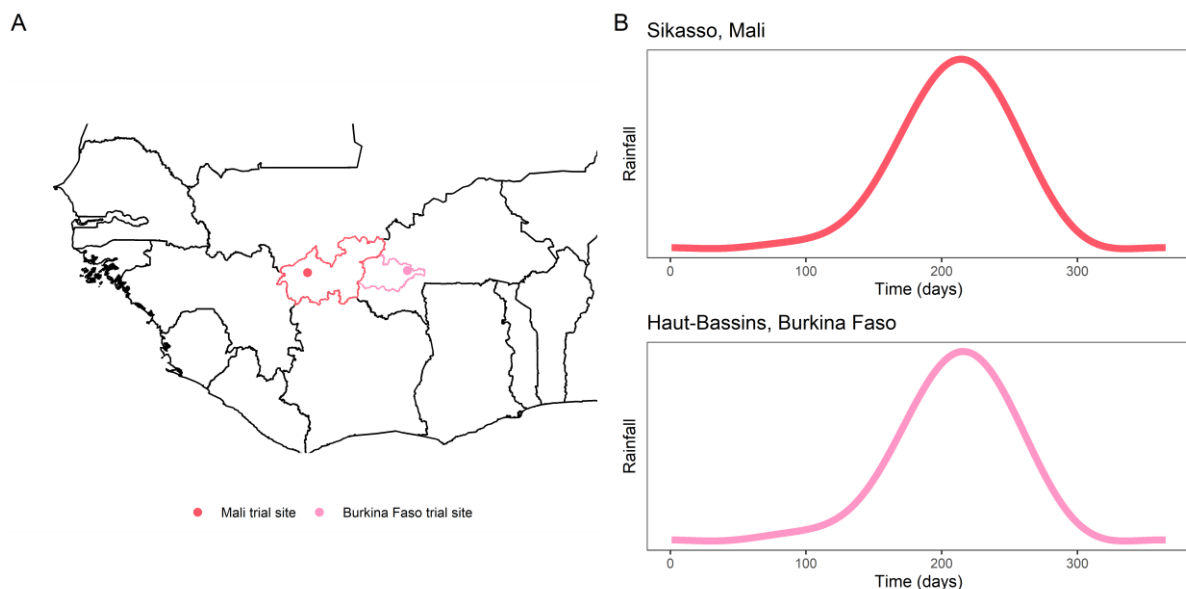 A
Mali trial site
Burkina Faso trial site
B
Sikasso, Mali
Rainfall
0 100 200 300
Time (days)
Haut-Bassins, Burkina Faso
Rainfall
0 100 200 300
Time (days)